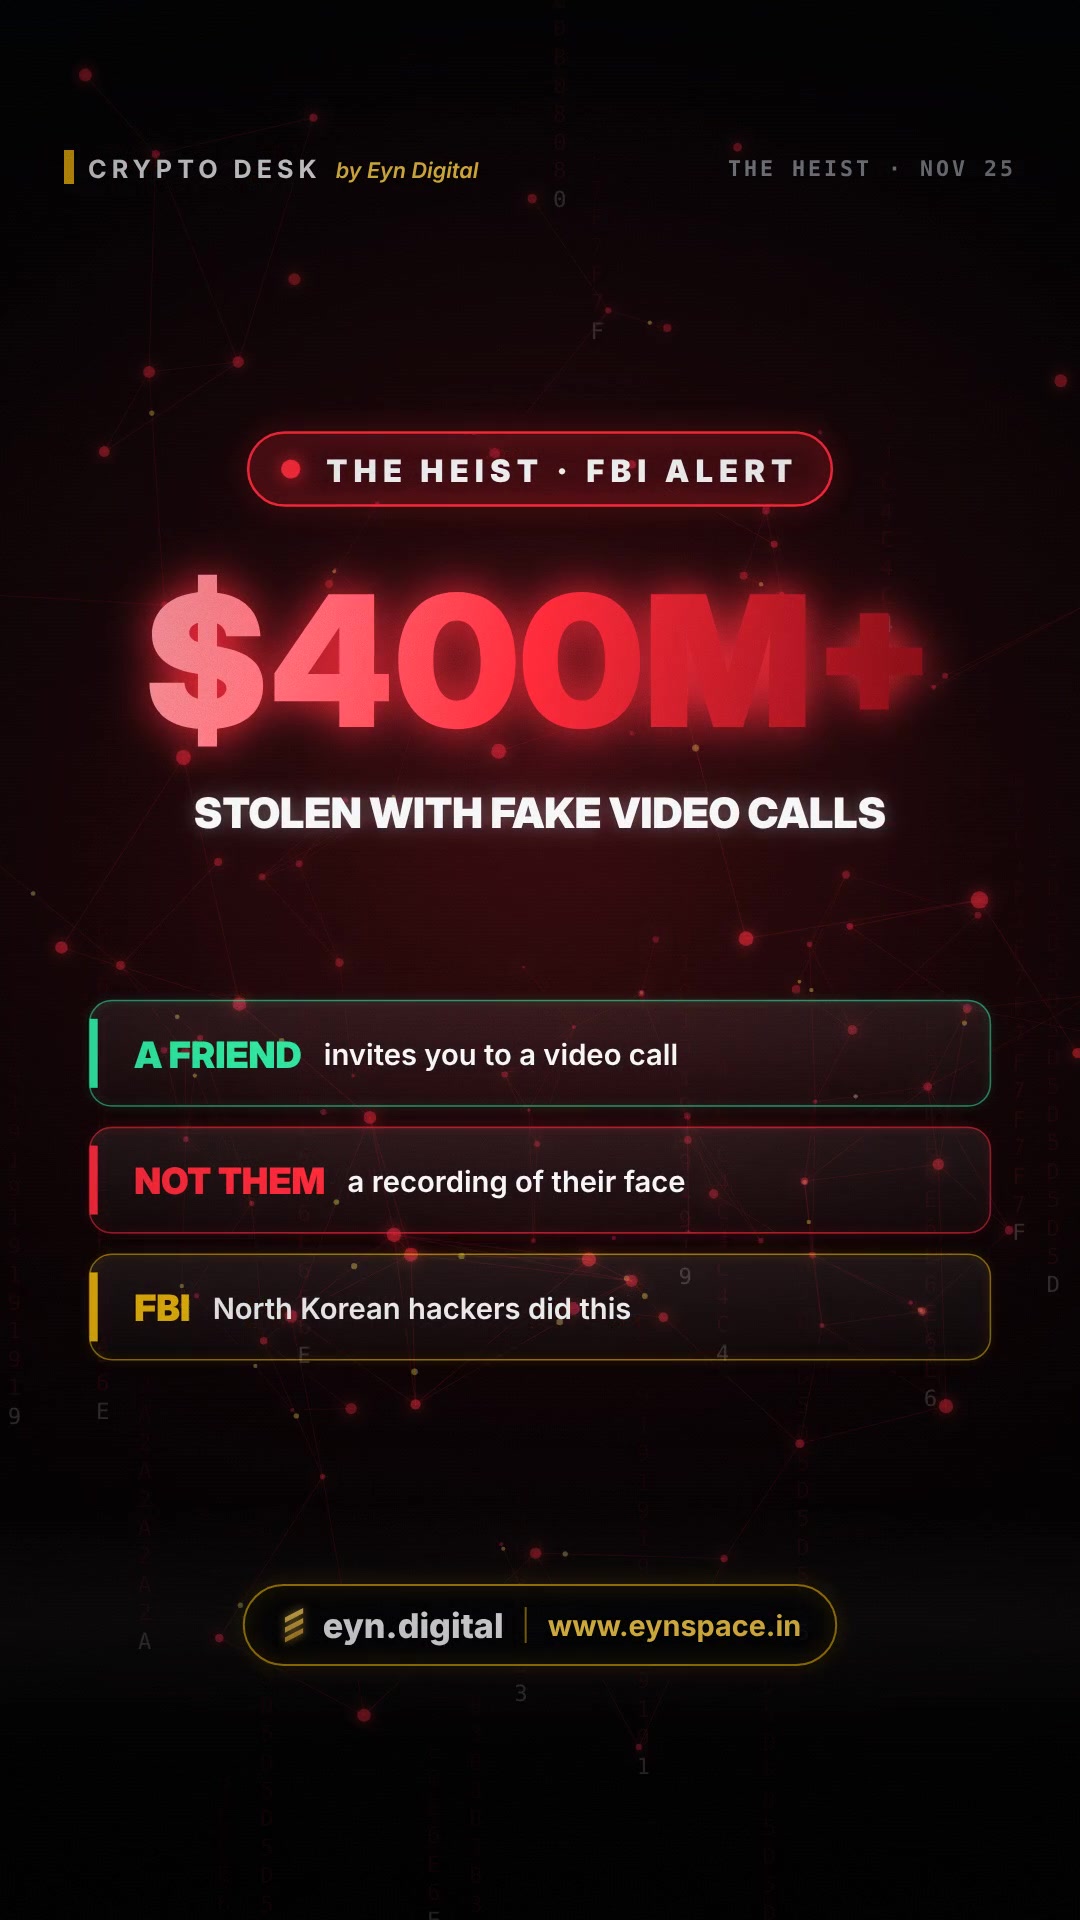 CRYPTO DESK by Eyn Digital
THE HEIST · NOV 25
THE HEIST · FBI ALERT
$400M+
STOLEN WITH FAKE VIDEO CALLS
A FRIEND invites you to a video call
NOT THEM a recording of their face
FBI North Korean hackers did this
eyn.digital | www.eynspace.in